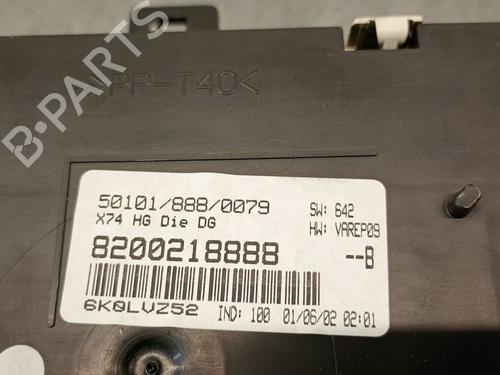 B-PARTS
>PP-T40<
50101/888/0079
SW: 642
X74 HG Die DG
HW: VAREP09
8200218888
--B
6K0LVZ52
IND: 100 01/06/02 02:01